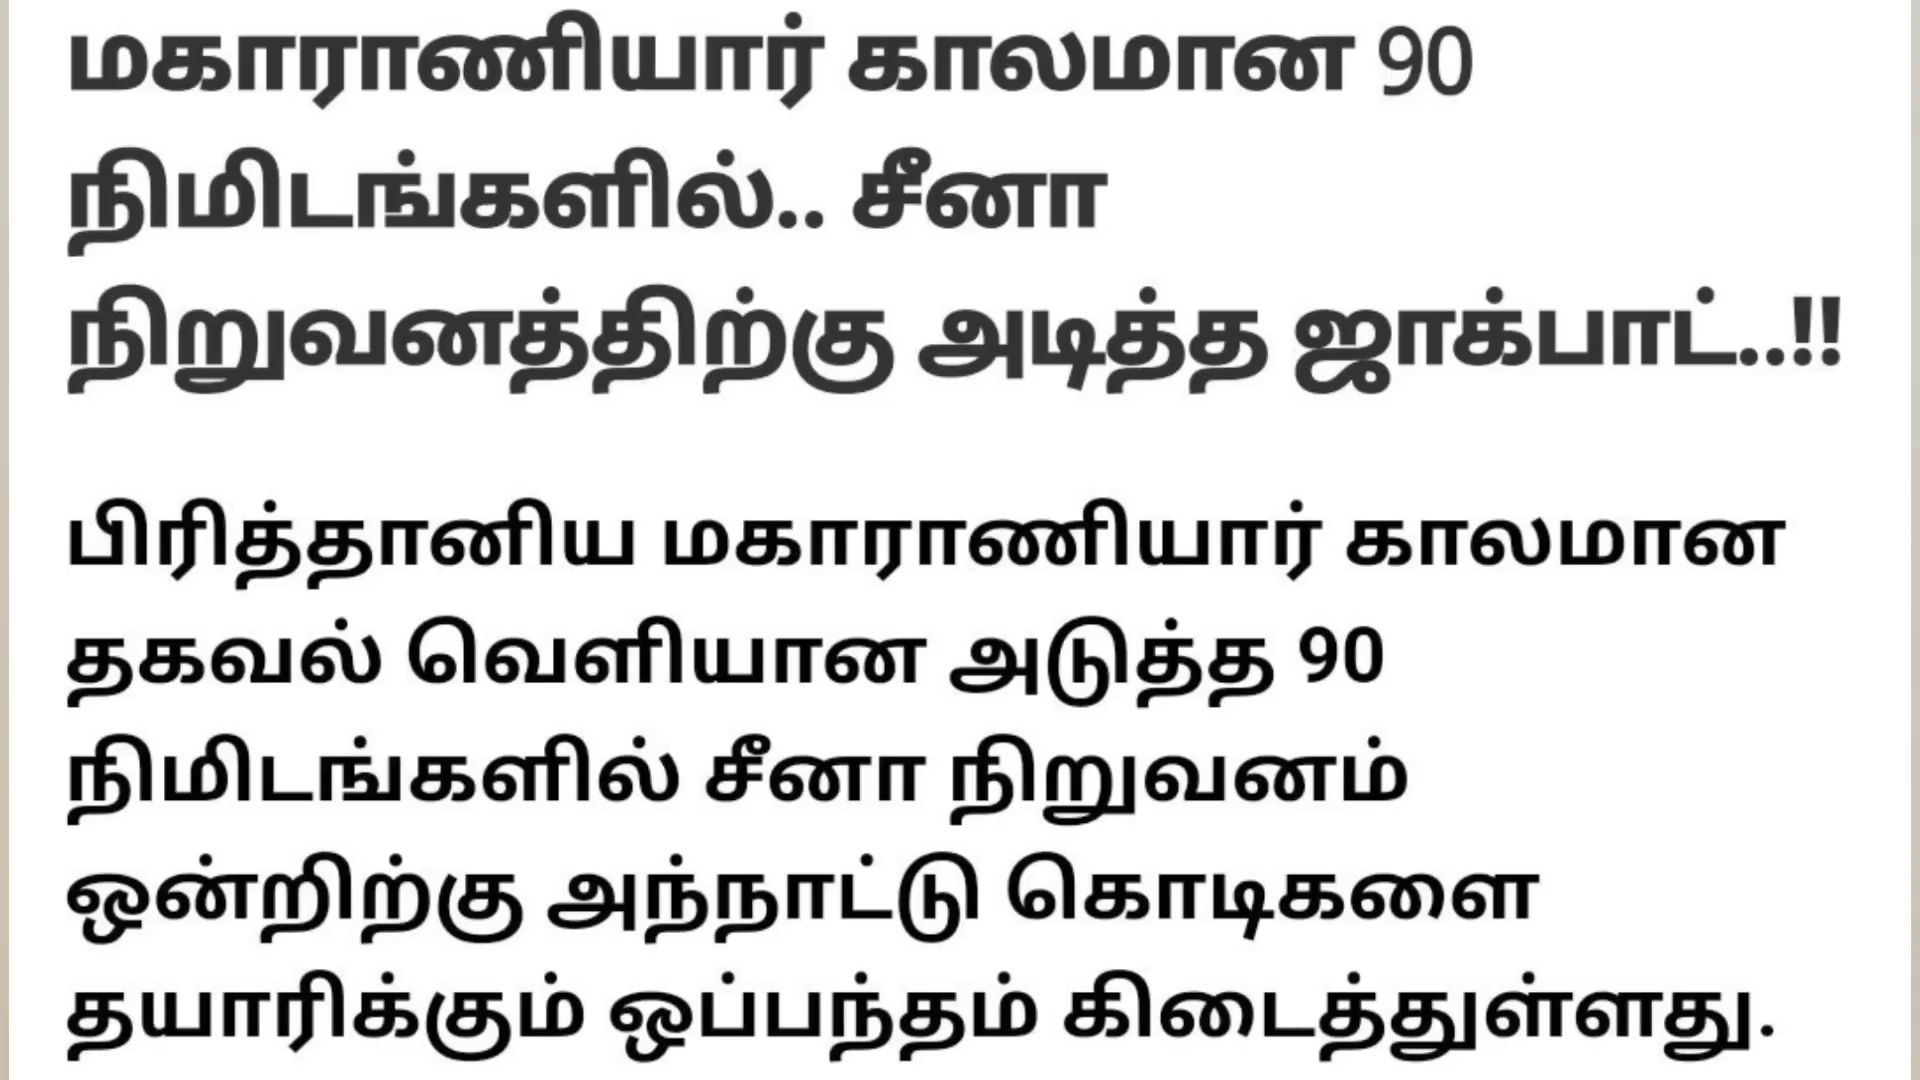 மகாராணியார் காலமான 90
நிமிடங்களில்.. சீனா
நிறுவனத்திற்கு அடித்த ஜாக்பாட்..!!
பிரித்தானிய மகாராணியார் காலமான
தகவல் வெளியான அடுத்த 90
நிமிடங்களில் சீனா நிறுவனம்
ஒன்றிற்கு அந்நாட்டு கொடிகளை
தயாரிக்கும் ஒப்பந்தம் கிடைத்துள்ளது.